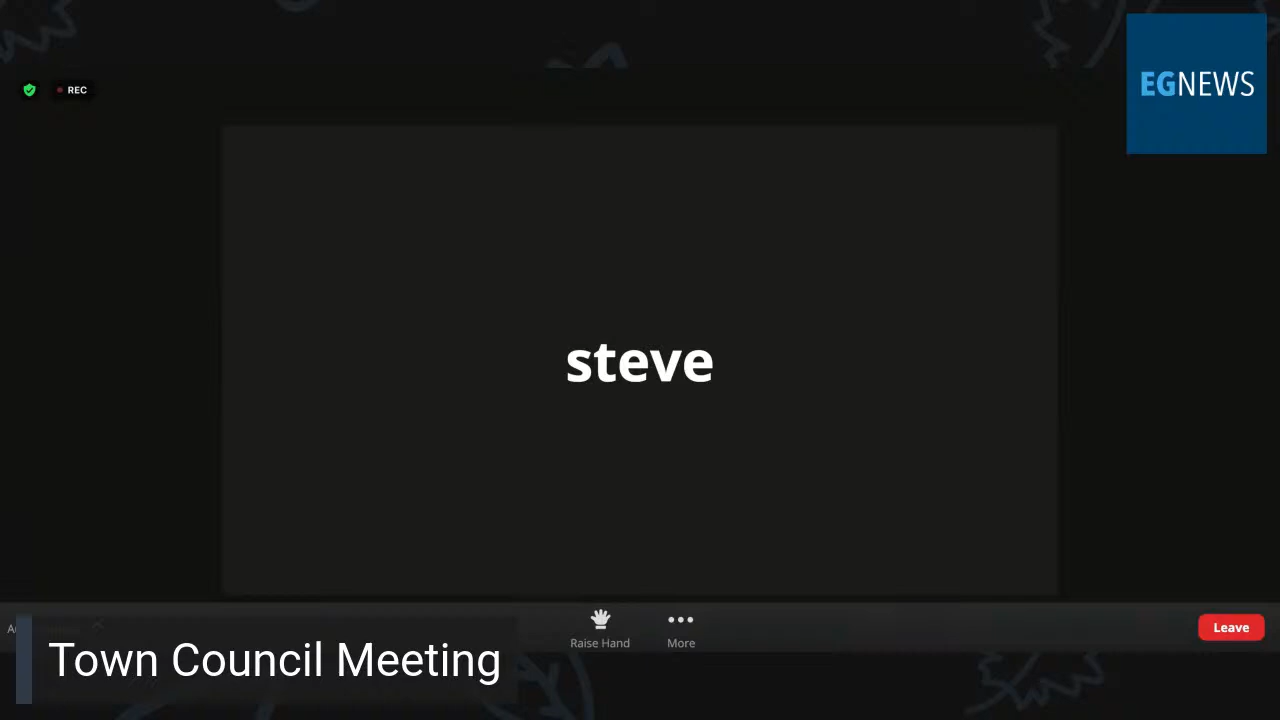 REC
EGNEWS
steve
Raise Hand
More
Leave
Town Council Meeting